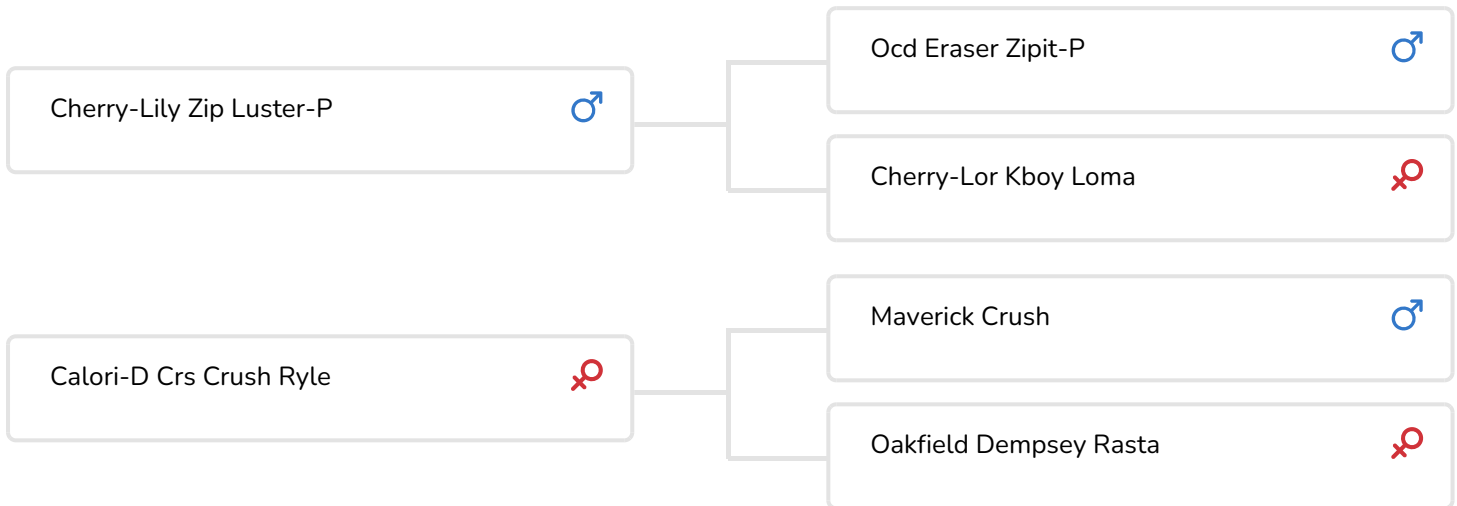 Ocd Eraser Zipit-P
Cherry-Lily Zip Luster-P
Cherry-Lor Kboy Loma
Maverick Crush
Calori-D Crs Crush Ryle
Oakfield Dempsey Rasta